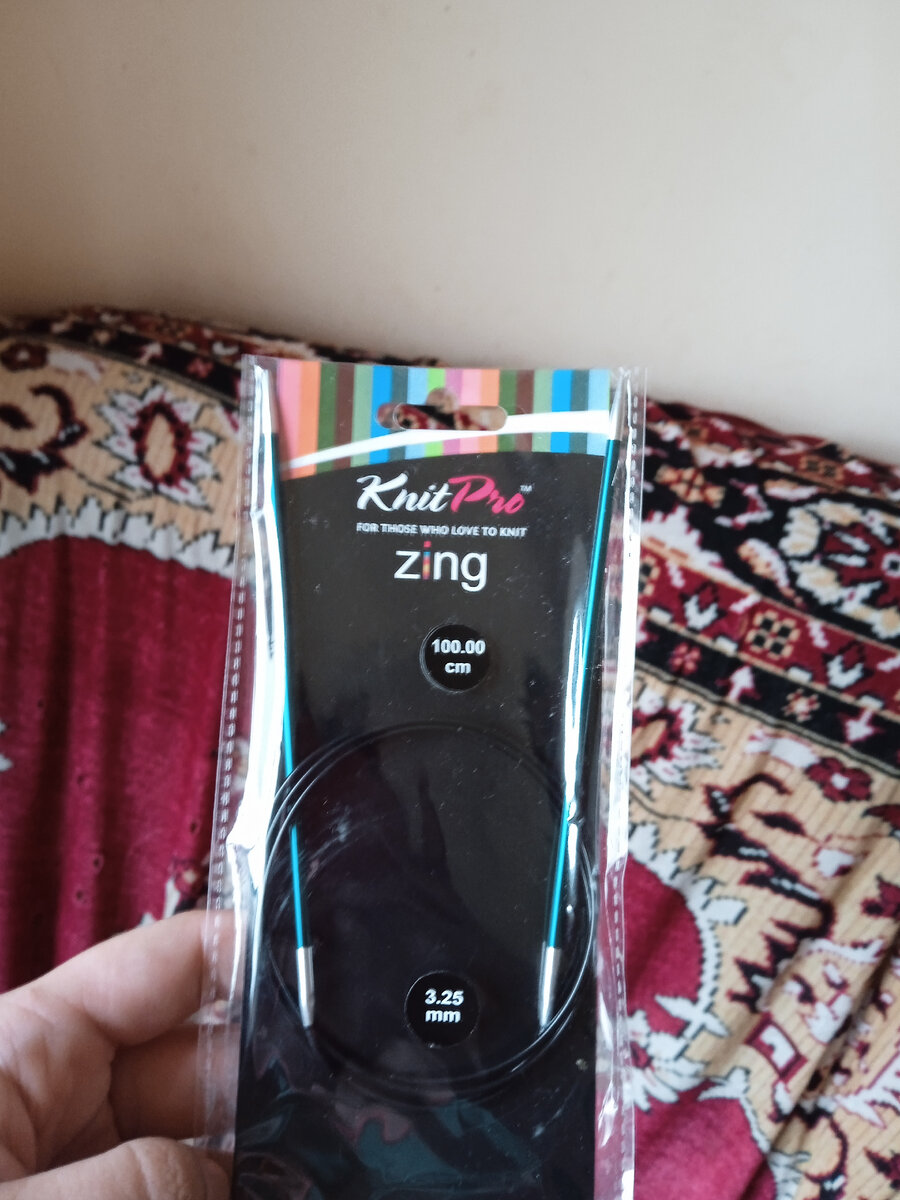 KnitPro™
FOR THOSE WHO LOVE TO KNIT
zing
100.00
cm
3.25
mm